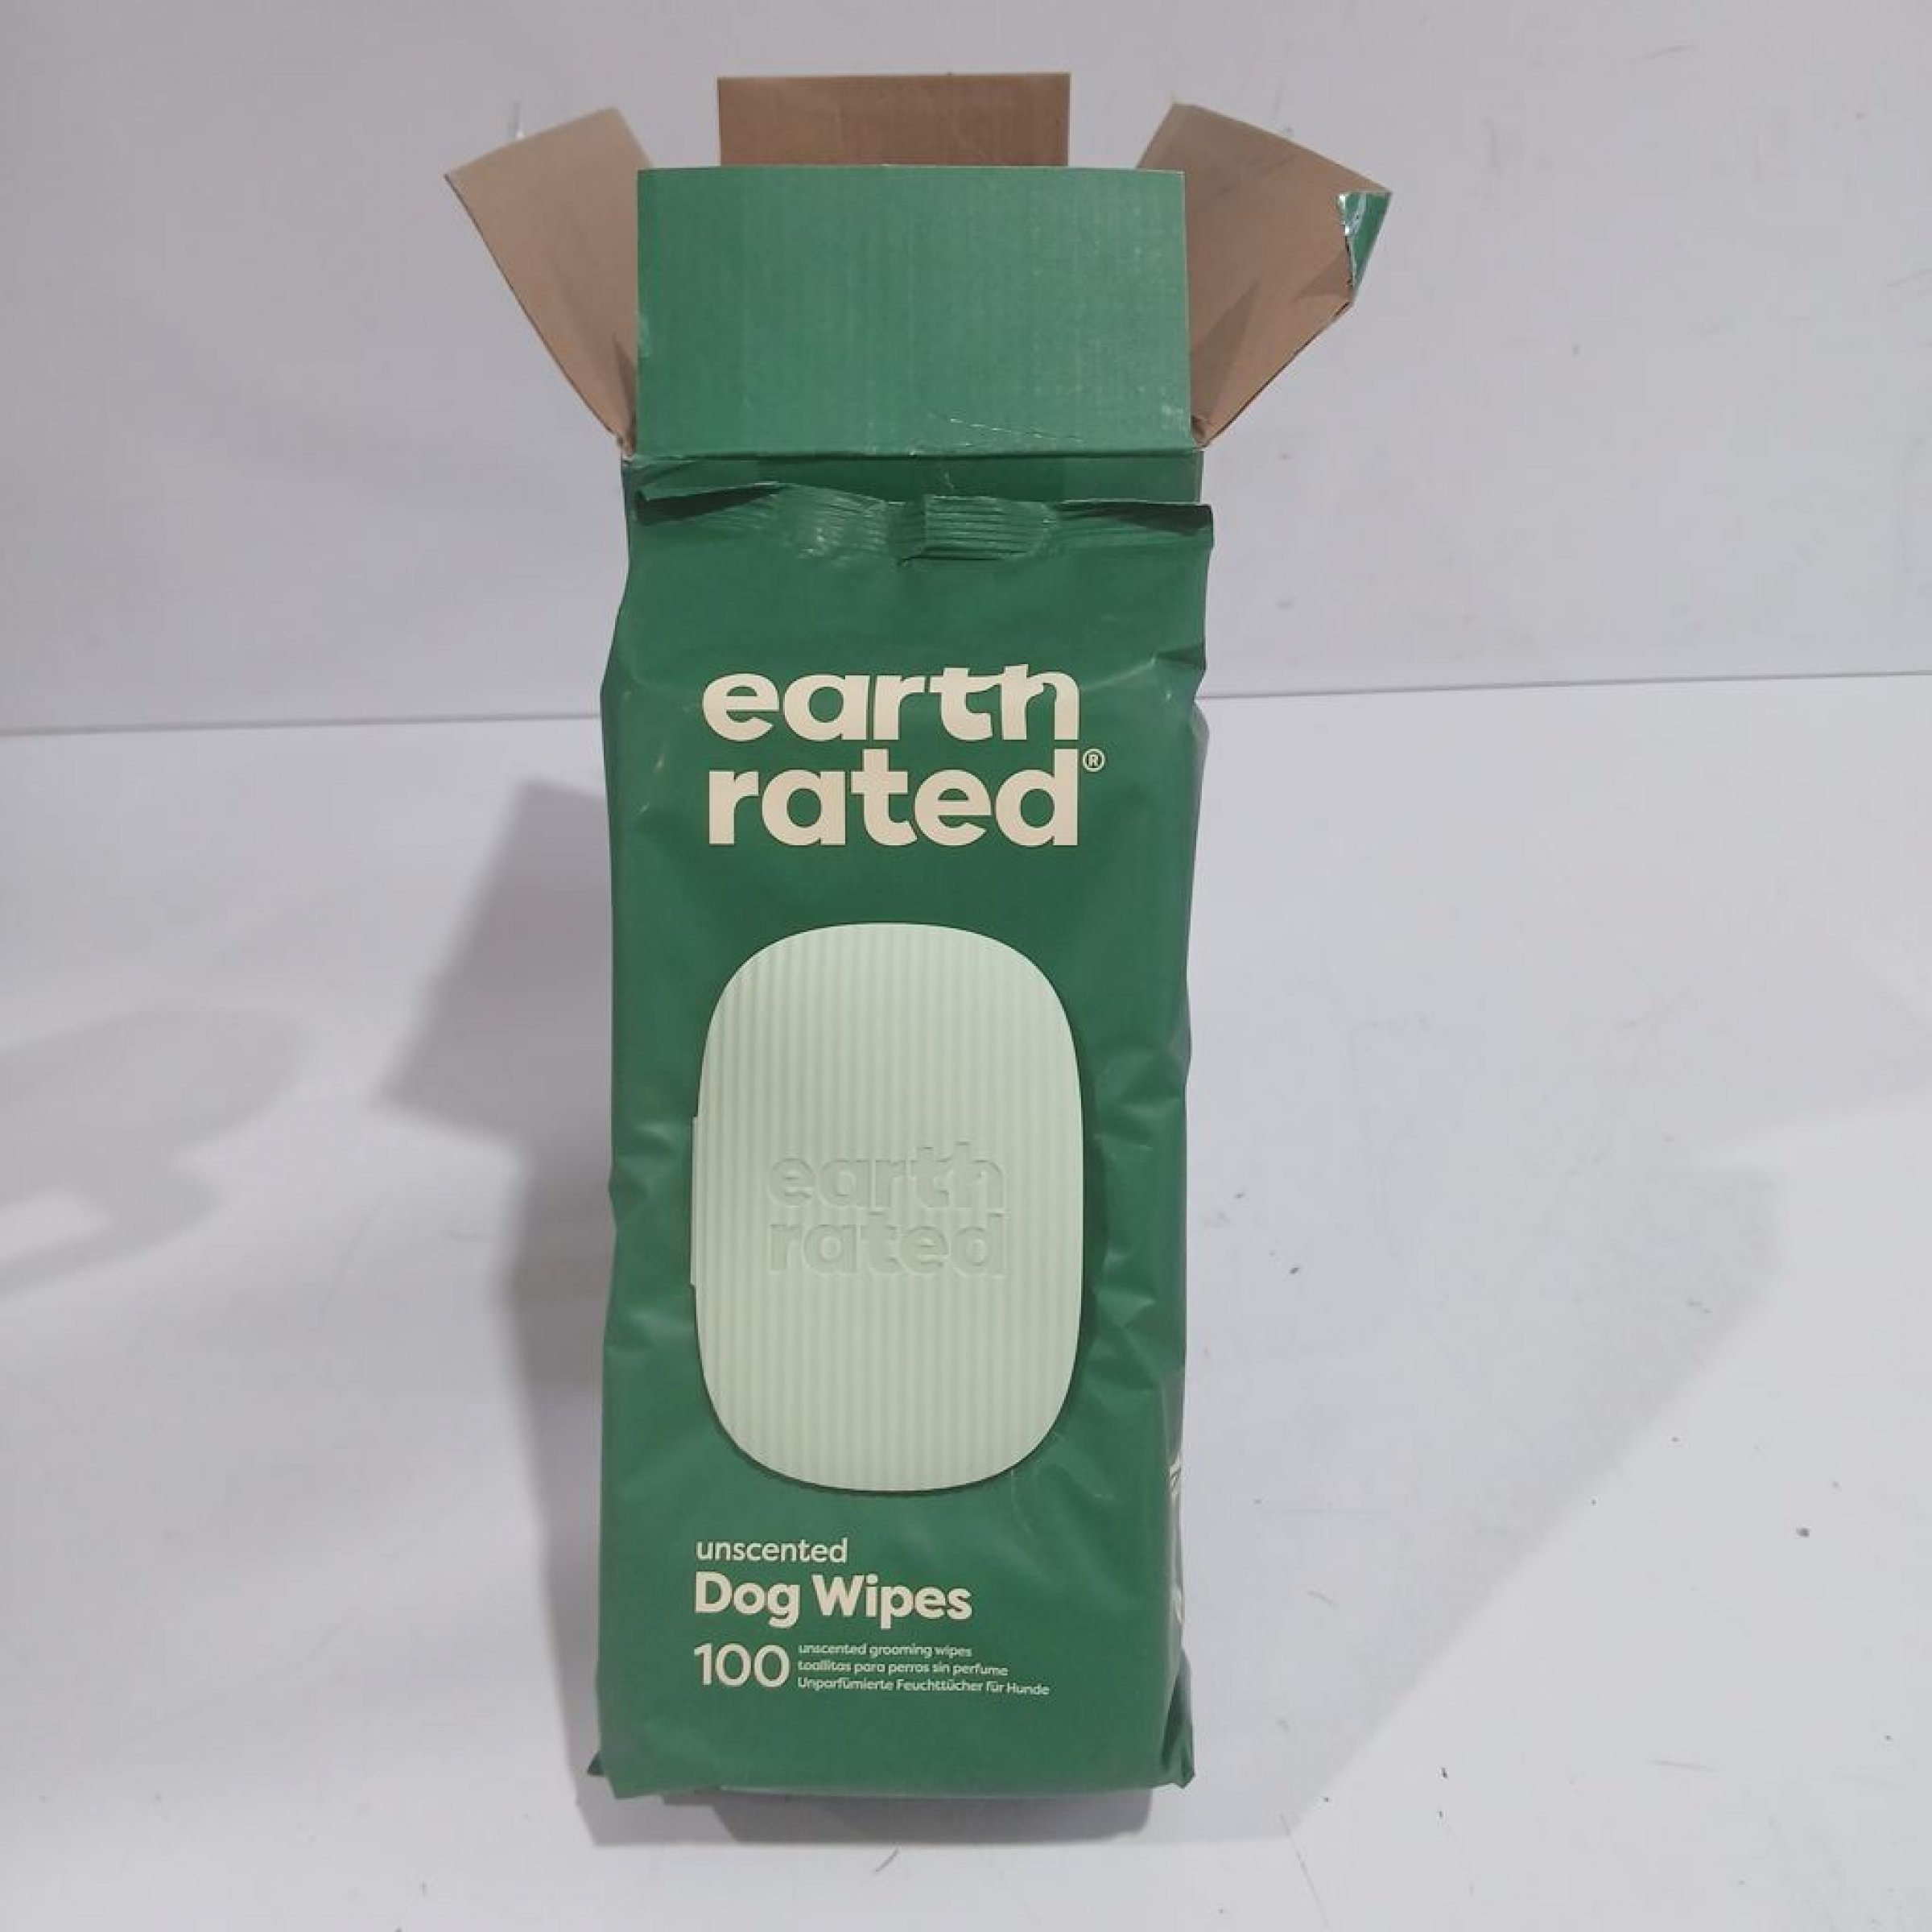 earth
rated®
earth
rated
unscented
Dog Wipes
100
unscented grooming wipes
toallitas para perros sin perfume
Unparfümierte Feuchttücher für Hunde